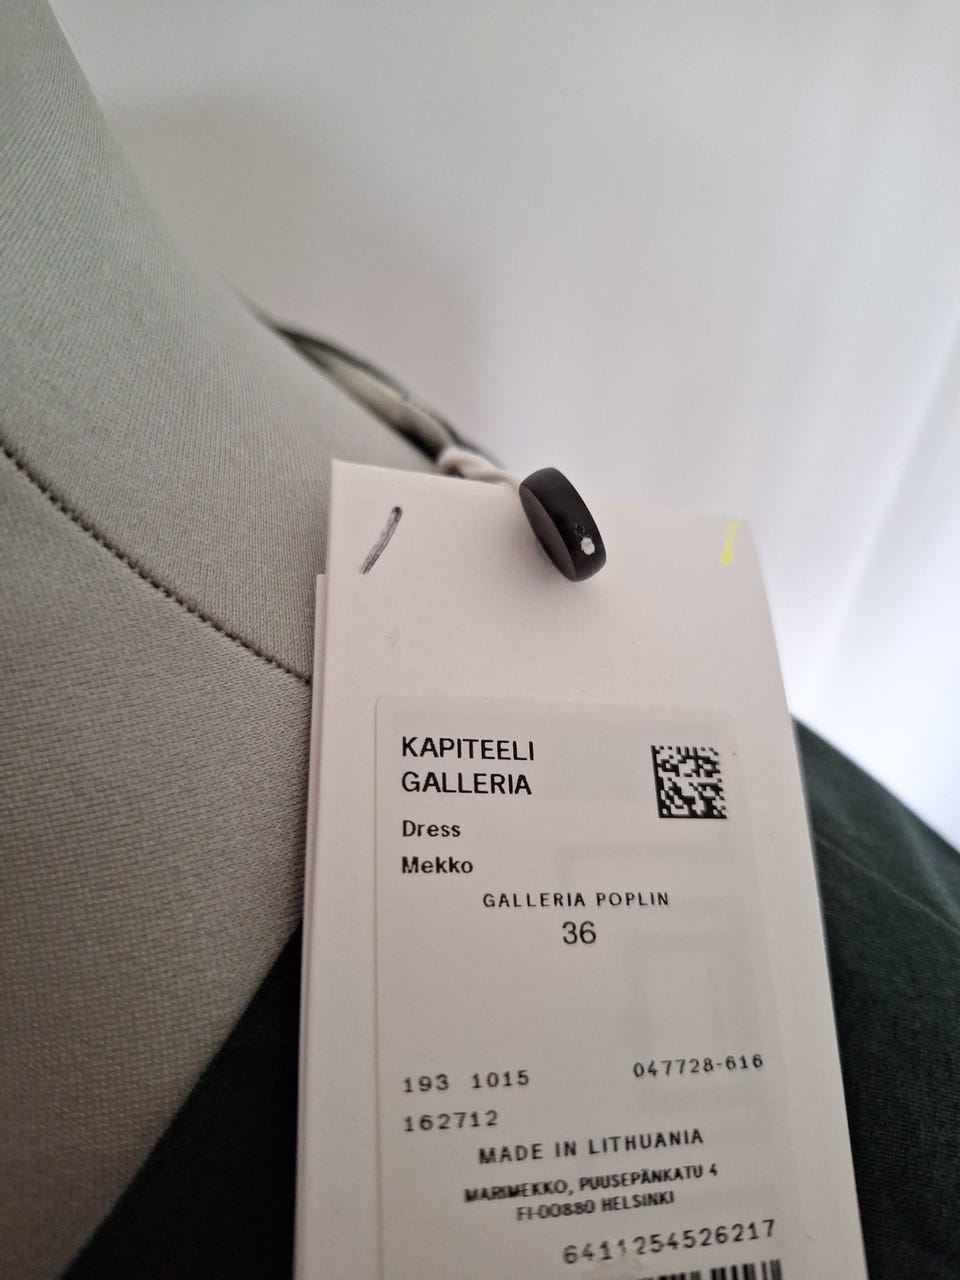 KAPITEELI
GALLERIA
Dress
Mekko
GALLERIA POPLIN
36
193 1015 047728-616
162712
MADE IN LITHUANIA
MARIMEKKO, PUUSEPÄNKATU 4
FI-00880 HELSINKI
6411254526217